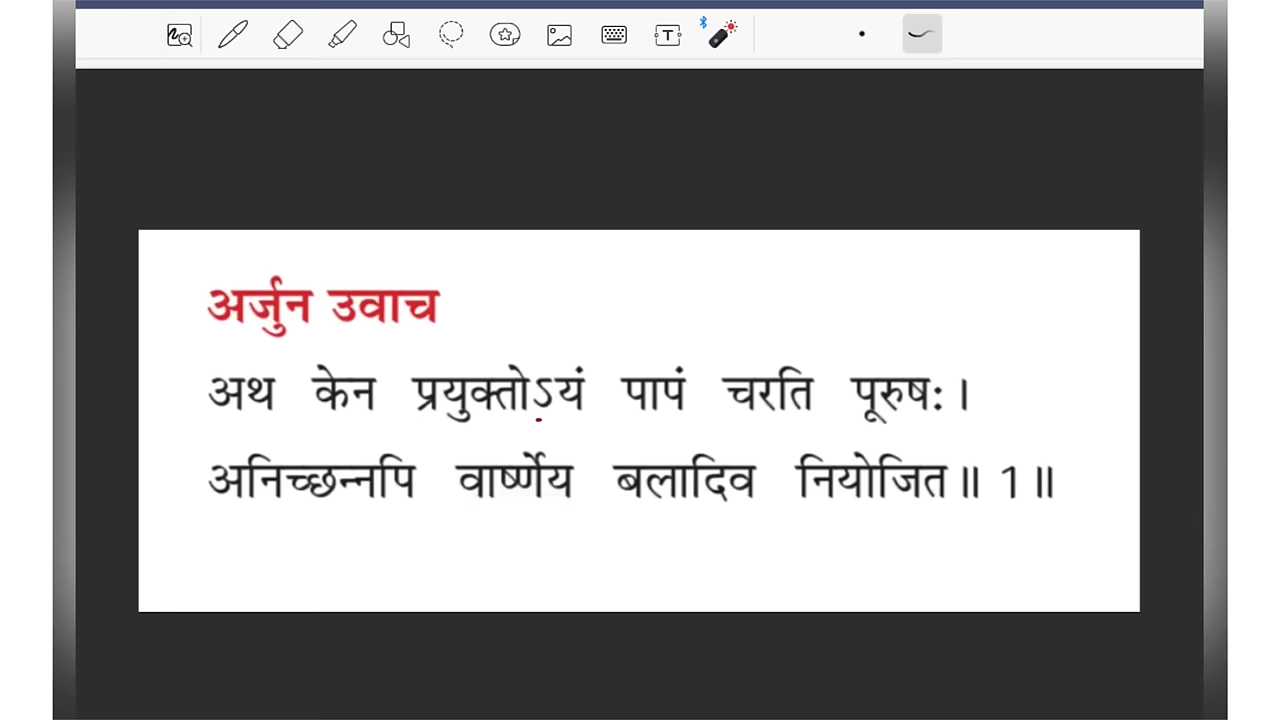 अर्जुन उवाच
अथ केन प्रयुक्तोऽयं पापं चरति पूरुषः।
अनिच्छन्नपि वार्ष्णेय बलादिव नियोजित॥ 1॥